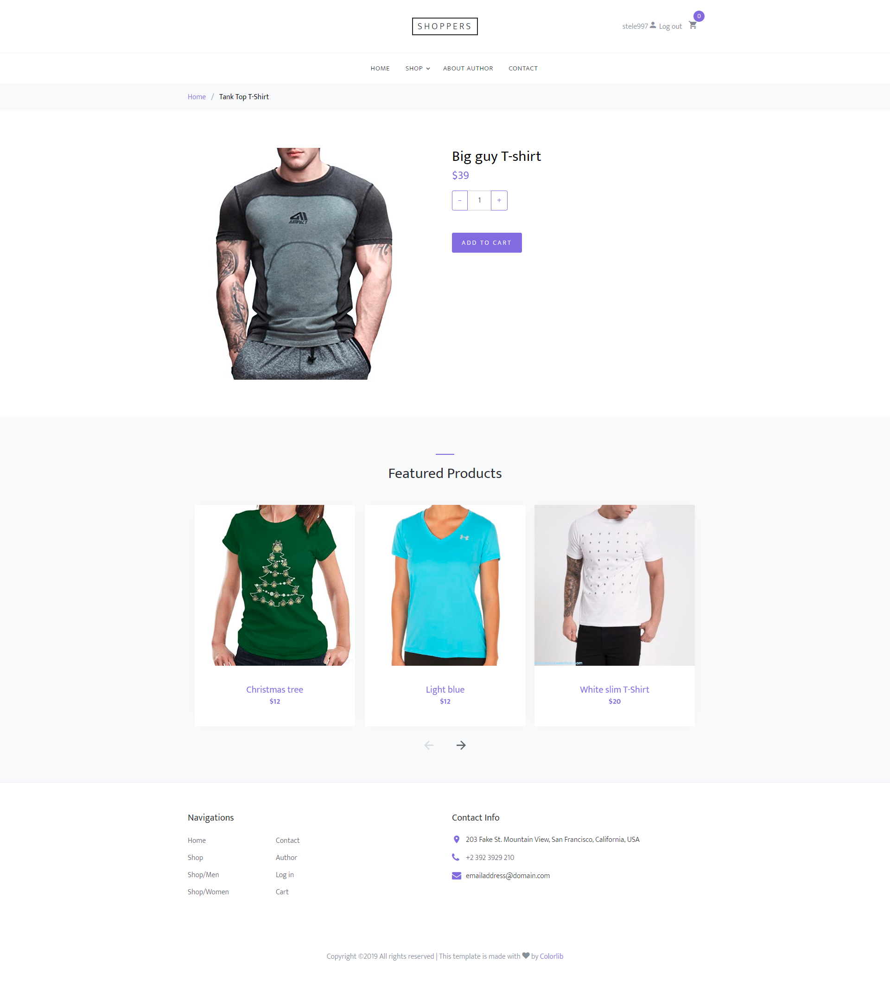 SHOPPERS
stele997 Log out
0
HOME SHOP ABOUT AUTHOR CONTACT
Home / Tank Top T-Shirt
Big guy T-shirt
$39
- 1 +
ADD TO CART
AIMPACT
Featured Products
Christmas tree
$12
Light blue
$12
White slim T-Shirt
$20
Navigations
Home
Shop
Shop/Men
Shop/Women
Contact
Author
Log in
Cart
Contact Info
203 Fake St. Mountain View, San Francisco, California, USA
+2 392 3929 210
emailaddress@domain.com
Copyright ©2019 All rights reserved | This template is made with by Colorlib